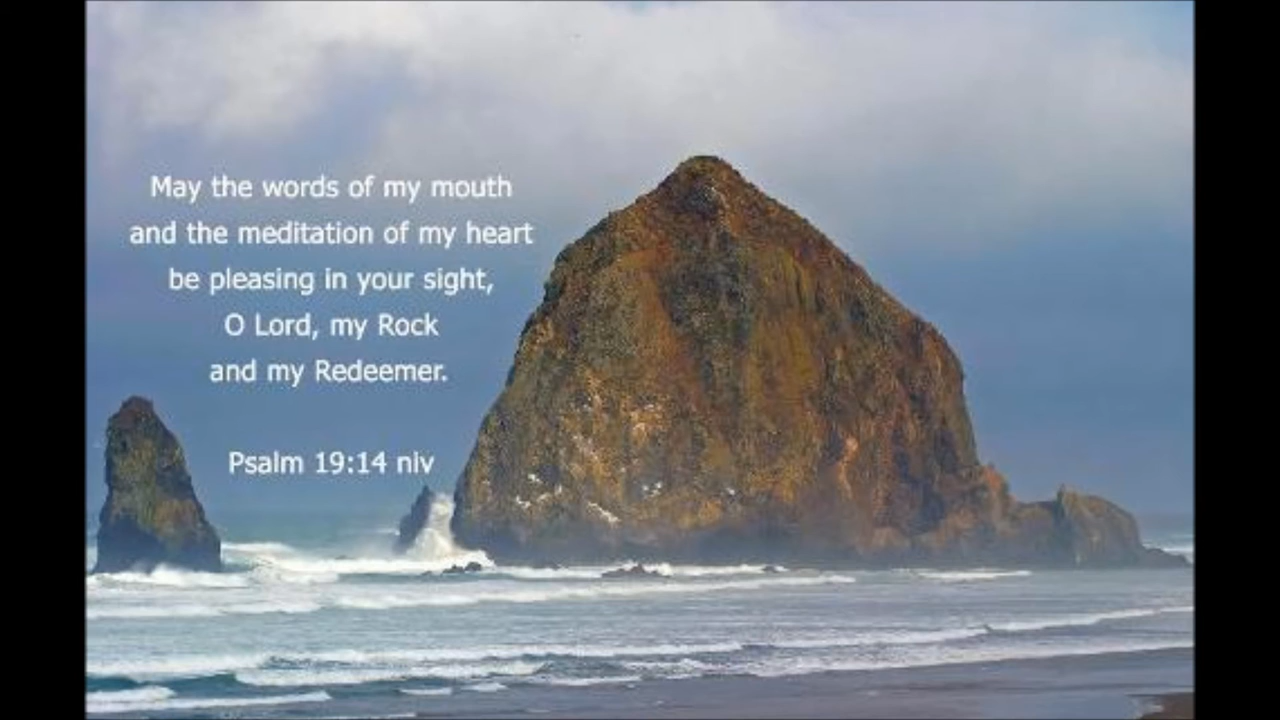 May the words of my mouth
and the meditation of my heart
be pleasing in your sight,
O Lord, my Rock
and my Redeemer.
Psalm 19:14 niv